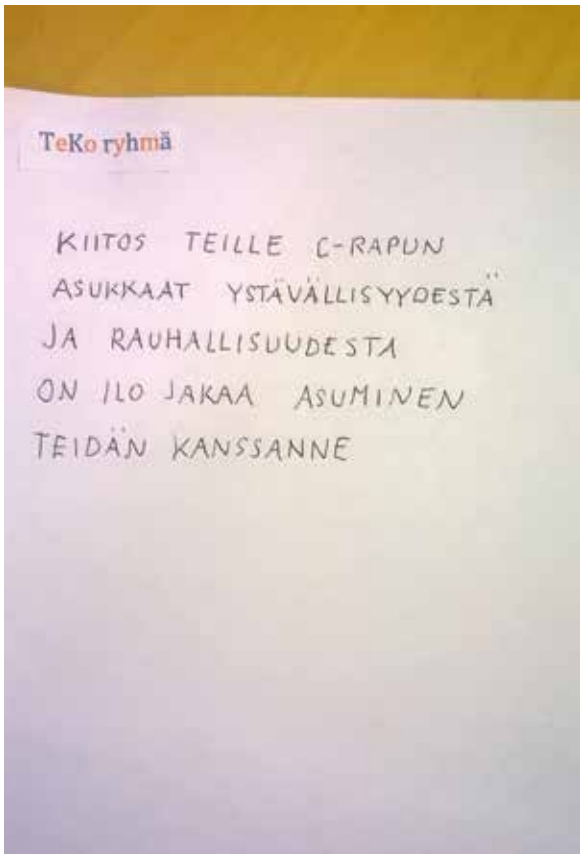 TeKo ryhmä
KIITOS TEILLE C-RAPUN
ASUKKAAT YSTÄVÄLLISYYDESTÄ
JA RAUHALLISUUDESTA
ON ILO JAKAA ASUMINEN
TEIDÄN KANSSANNE